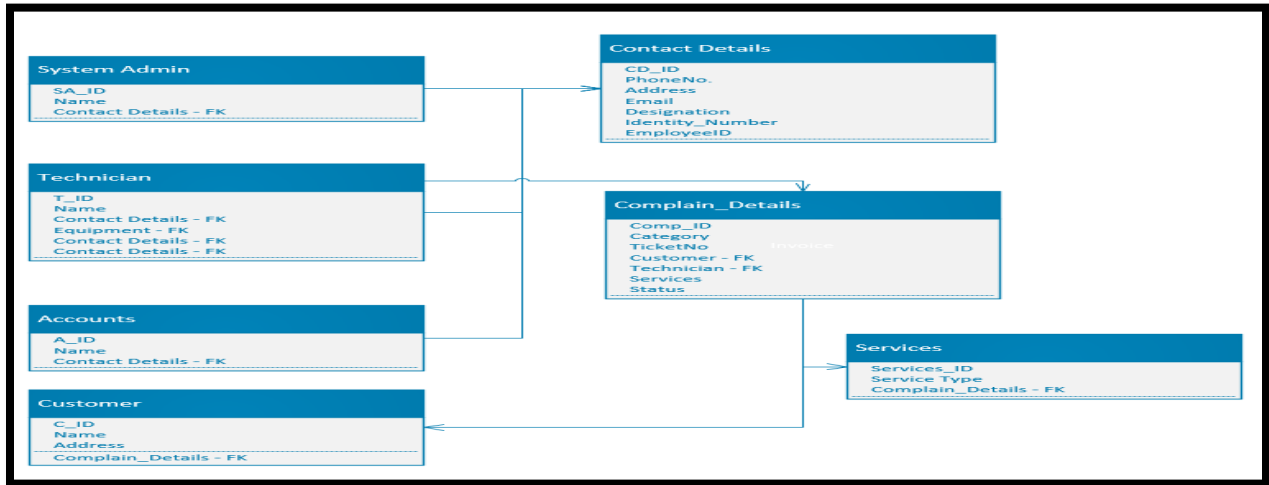 System Admin
SA_ID
Name
Contact Details - FK
Technician
T_ID
Name
Contact Details - FK
Equipment - FK
Contact Details - FK
Contact Details - FK
Accounts
A_ID
Name
Contact Details - FK
Customer
C_ID
Name
Address
Complain_Details - FK
Contact Details
CD_ID
PhoneNo.
Address
Email
Designation
Identity_Number
EmployeeID
Complain_Details
Comp_ID
Category
TicketNo
Invoice
Customer - FK
Technician - FK
Services
Status
Services
Services_ID
Service Type
Complain_Details - FK